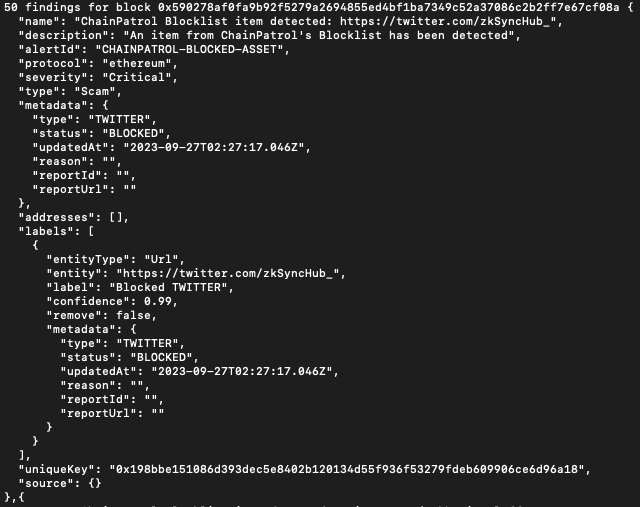 50 findings for block 0x590278af0fa9b92f5279a2694855ed4bf1ba7349c52a37086c2b2ff7e67cf08a {
"name": "ChainPatrol Blocklist item detected: https://twitter.com/zkSyncHub_",
"description": "An item from ChainPatrol's Blocklist has been detected",
"alertId": "CHAINPATROL-BLOCKED-ASSET",
"protocol": "ethereum",
"severity": "Critical",
"type": "Scam",
"metadata": {
"type": "TWITTER",
"status": "BLOCKED",
"updatedAt": "2023-09-27T02:27:17.046Z",
"reason": "",
"reportId": "",
"reportUrl": ""
},
"addresses": [],
"labels": [
{
"entityType": "Url",
"entity": "https://twitter.com/zkSyncHub_",
"label": "Blocked TWITTER",
"confidence": 0.99,
"remove": false,
"metadata": {
"type": "TWITTER",
"status": "BLOCKED",
"updatedAt": "2023-09-27T02:27:17.046Z",
"reason": "",
"reportId": "",
"reportUrl": ""
}
}
],
"uniqueKey": "0x198bbe151086d393dec5e8402b120134d55f936f53279fdeb609906ce6d96a18",
"source": {}
},{